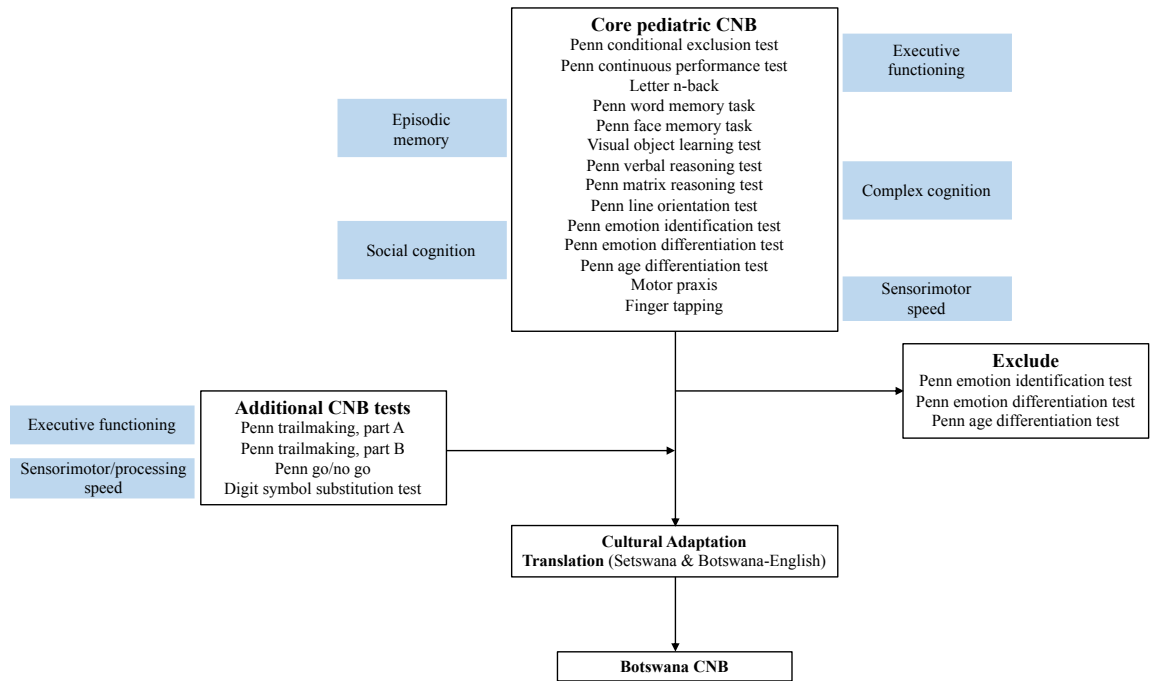 Core pediatric CNB
Penn conditional exclusion test
Penn continuous performance test
Letter n-back
Penn word memory task
Penn face memory task
Visual object learning test
Penn verbal reasoning test
Penn matrix reasoning test
Penn line orientation test
Penn emotion identification test
Penn emotion differentiation test
Penn age differentiation test
Motor praxis
Finger tapping
Executive
functioning
Episodic
memory
Complex cognition
Social cognition
Sensorimotor
speed
Exclude
Penn emotion identification test
Penn emotion differentiation test
Penn age differentiation test
Executive functioning
Sensorimotor/processing
speed
Additional CNB tests
Penn trailmaking, part A
Penn trailmaking, part B
Penn go/no go
Digit symbol substitution test
Cultural Adaptation
Translation (Setswana & Botswana-English)
Botswana CNB